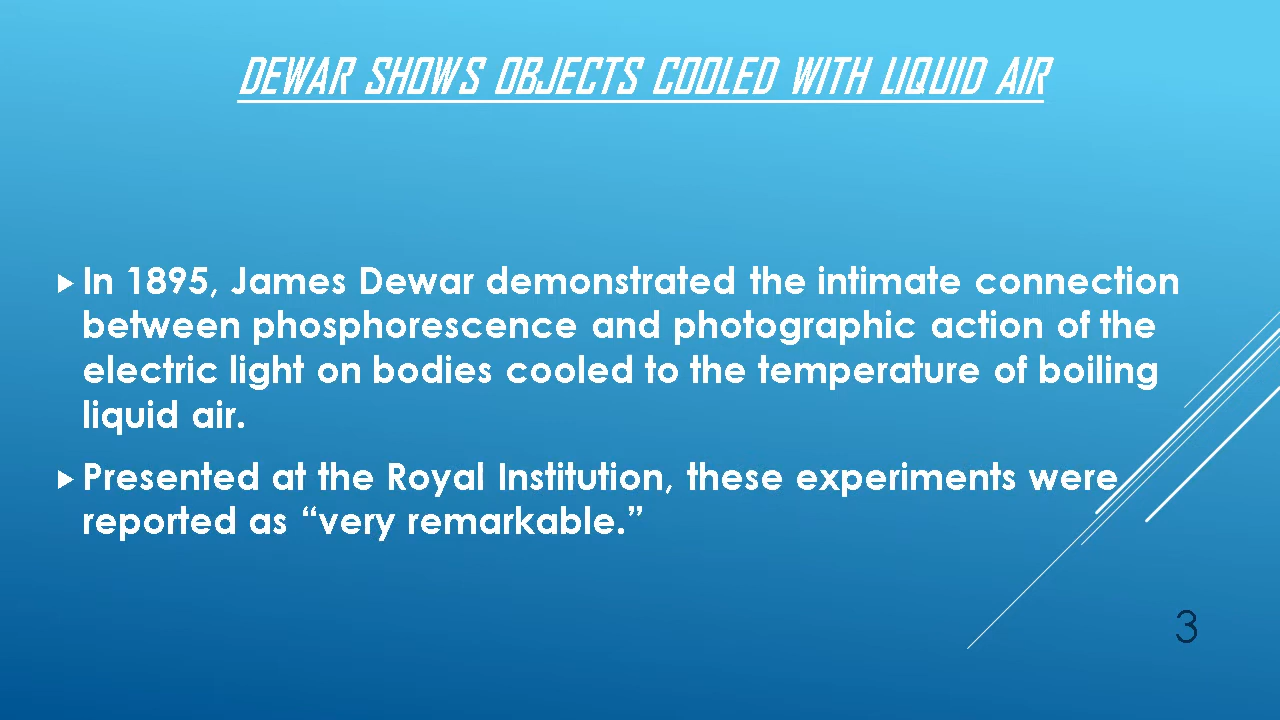 DEWAR SHOWS OBJECTS COOLED WITH LIQUID AIR
In 1895, James Dewar demonstrated the intimate connection
between phosphorescence and photographic action of the
electric light on bodies cooled to the temperature of boiling
liquid air.
Presented at the Royal Institution, these experiments were
reported as “very remarkable.”
3